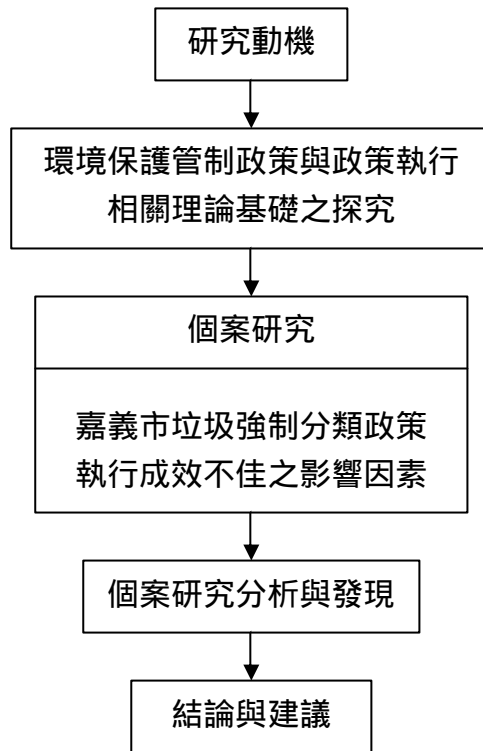 研究動機
環境保護管制政策與政策執行
相關理論基礎之探究
個案研究
嘉義市垃圾強制分類政策
執行成效不佳之影響因素
個案研究分析與發現
結論與建議